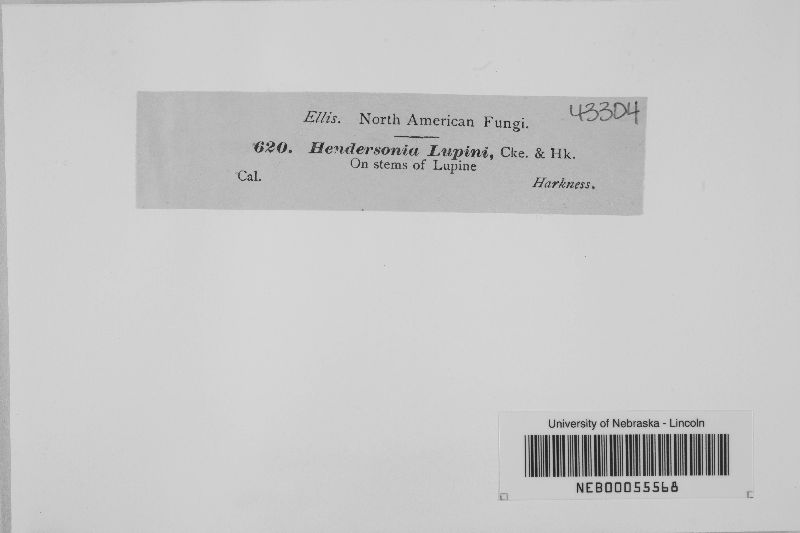 Ellis. North American Fungi.
43304
620. Hendersonia Lupini, Cke. & Hk.
On stems of Lupine
Cal.
Harkness.
University of Nebraska - Lincoln
NEB00055568